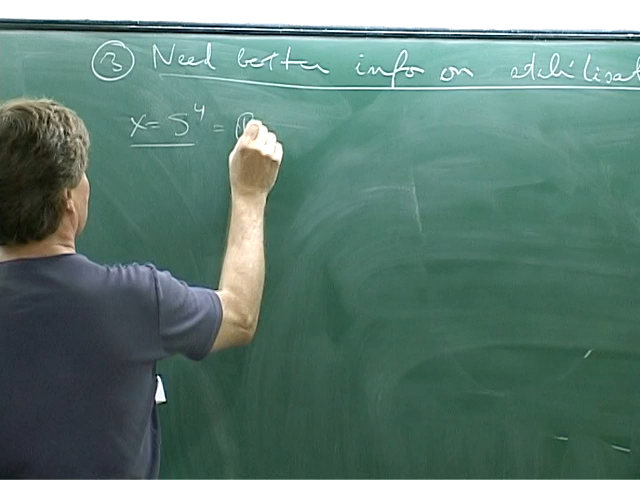 ③ Need better info on stabilisat
X = S⁴ =